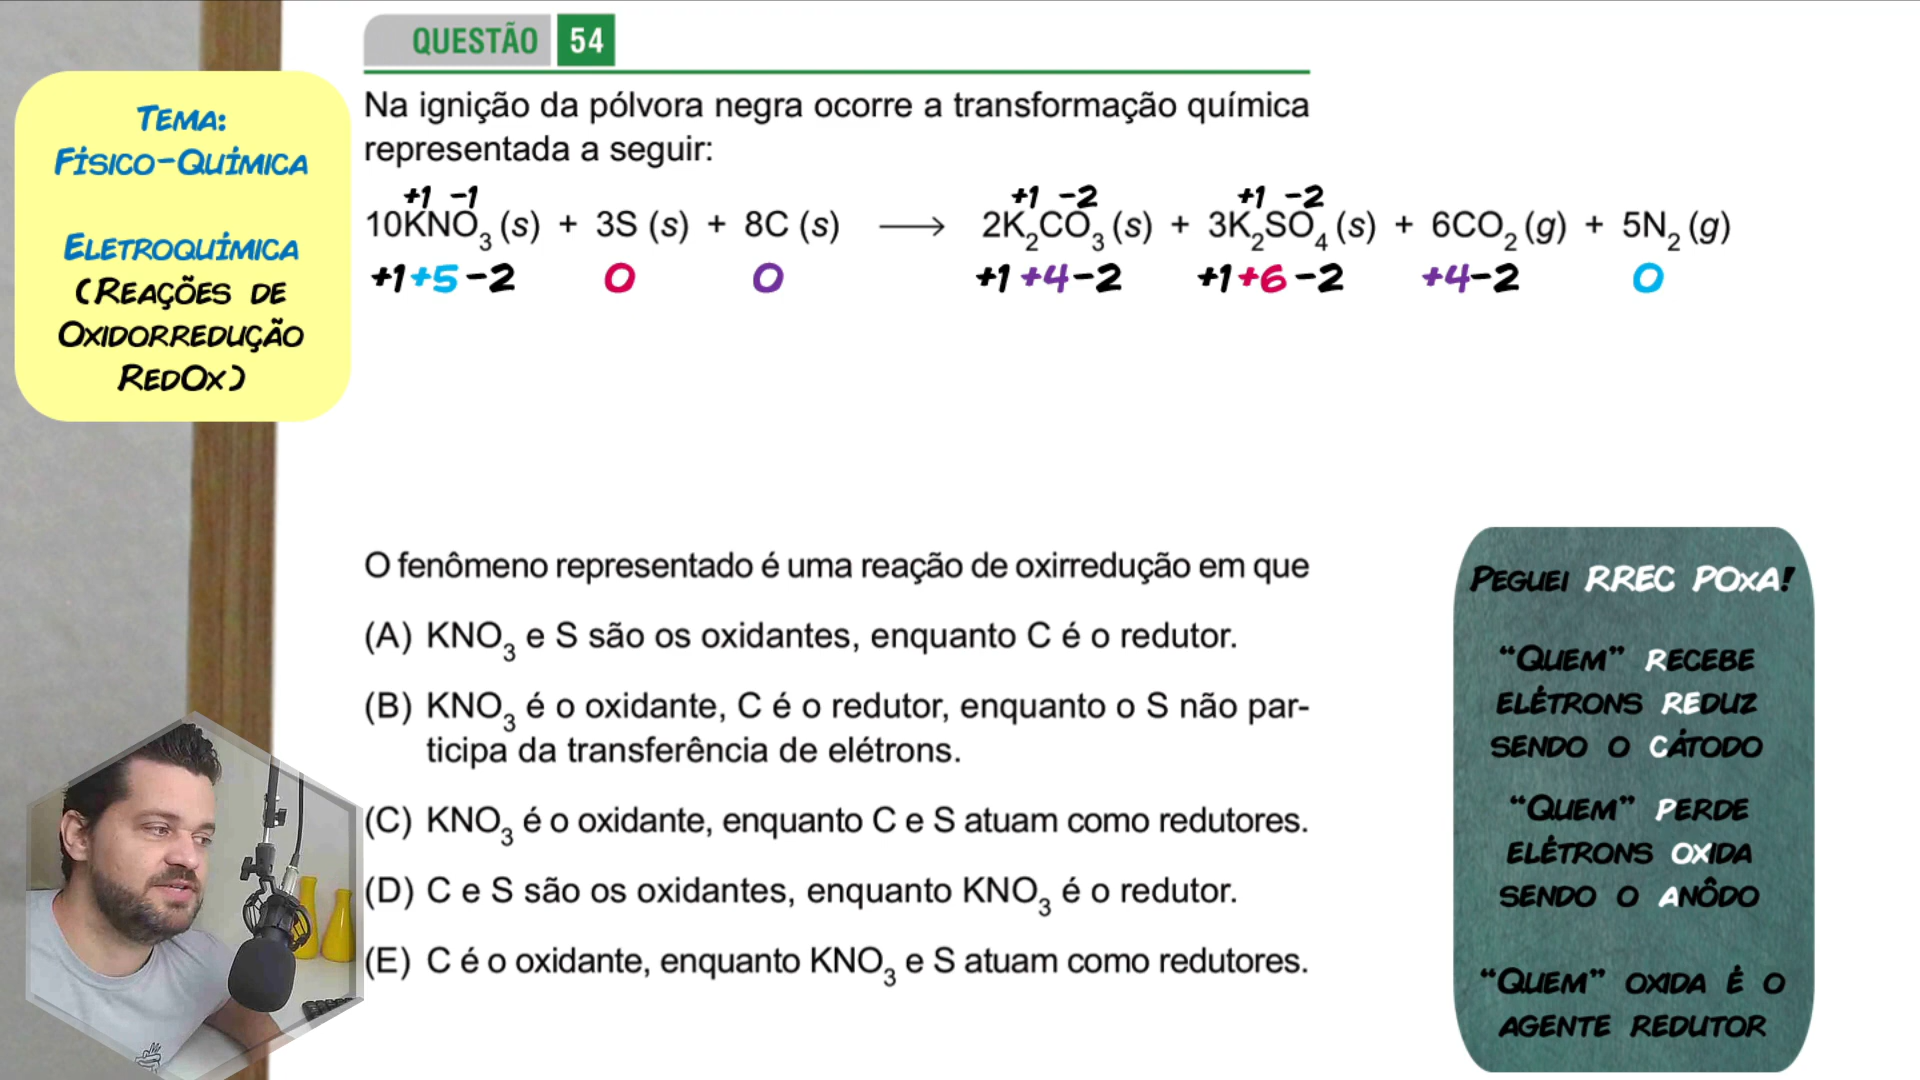 QUESTÃO 54
TEMA:
FÍSICO-QUÍMICA
ELETROQUÍMICA
(REAÇÕES DE
OXIDORREDUÇÃO
REDOX)
Na ignição da pólvora negra ocorre a transformação química
representada a seguir:
+1 -1 +1 -2 +1 -2
10KNO₃ (s) + 3S (s) + 8C (s) ⟶ 2K₂CO₃ (s) + 3K₂SO₄ (s) + 6CO₂ (g) + 5N₂ (g)
+1 +5 -2 0 0 +1 +4 -2 +1 +6 -2 +4 -2 0
O fenômeno representado é uma reação de oxirredução em que
(A) KNO₃ e S são os oxidantes, enquanto C é o redutor.
(B) KNO₃ é o oxidante, C é o redutor, enquanto o S não par-
ticipa da transferência de elétrons.
(C) KNO₃ é o oxidante, enquanto C e S atuam como redutores.
(D) C e S são os oxidantes, enquanto KNO₃ é o redutor.
(E) C é o oxidante, enquanto KNO₃ e S atuam como redutores.
PEGUEI RREC POxA!
"QUEM" RECEBE
ELÉTRONS REDUZ
SENDO O CÁTODO
"QUEM" PERDE
ELÉTRONS OXIDA
SENDO O ANÔDO
"QUEM" OXIDA É O
AGENTE REDUTOR